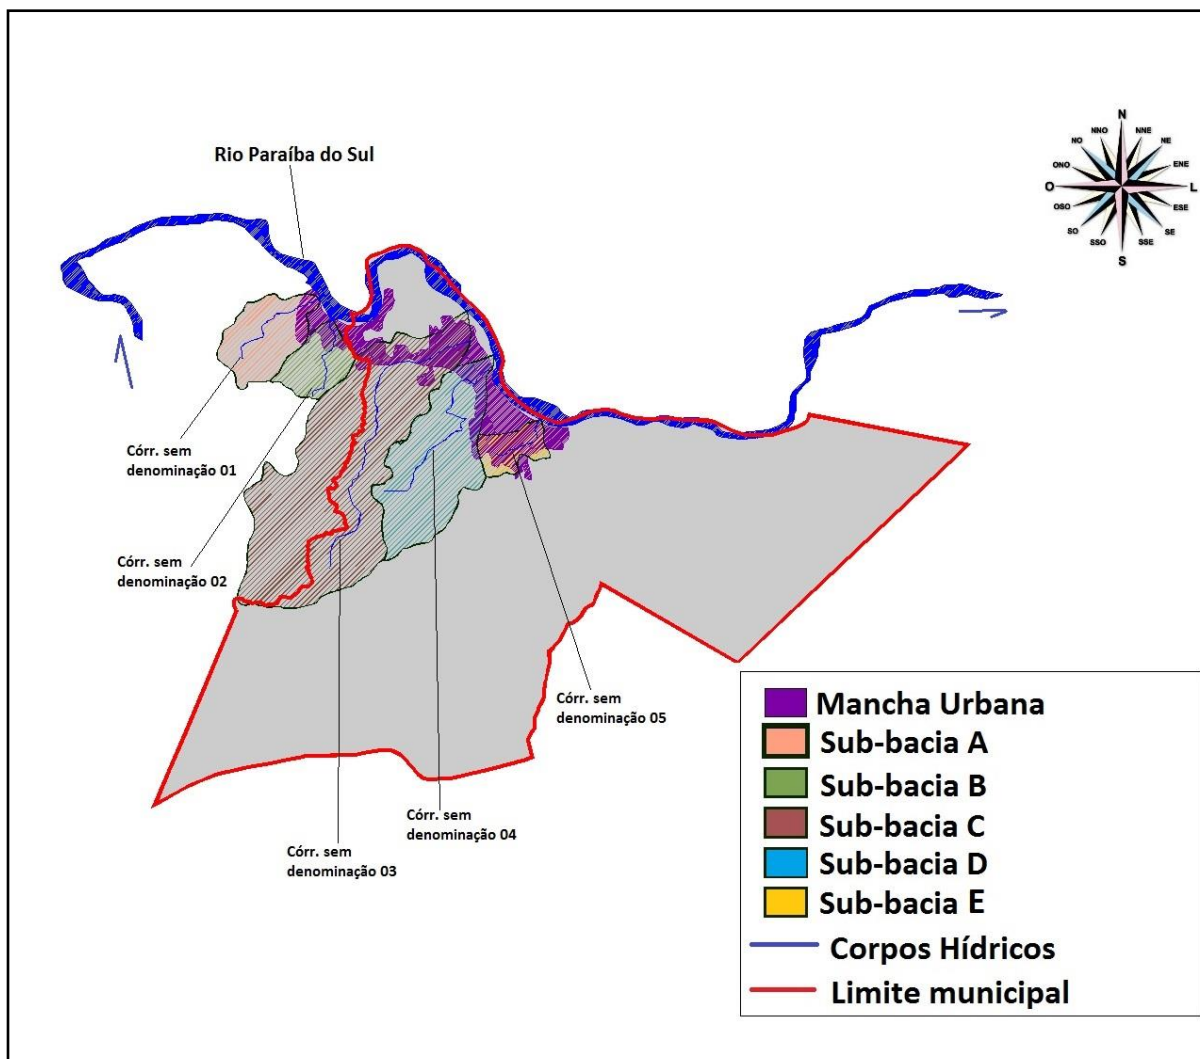 Rio Paraíba do Sul
N
NNO
NNE
NO
NE
ONO
ENE
O
L
OSO
ESE
SO
SE
SSO
SSE
S
Córr. sem
denominação 01
Córr. sem
denominação 02
Córr. sem
denominação 05
Córr. sem
denominação 04
Córr. sem
denominação 03
Mancha Urbana
Sub-bacia A
Sub-bacia B
Sub-bacia C
Sub-bacia D
Sub-bacia E
Corpos Hídricos
Limite municipal